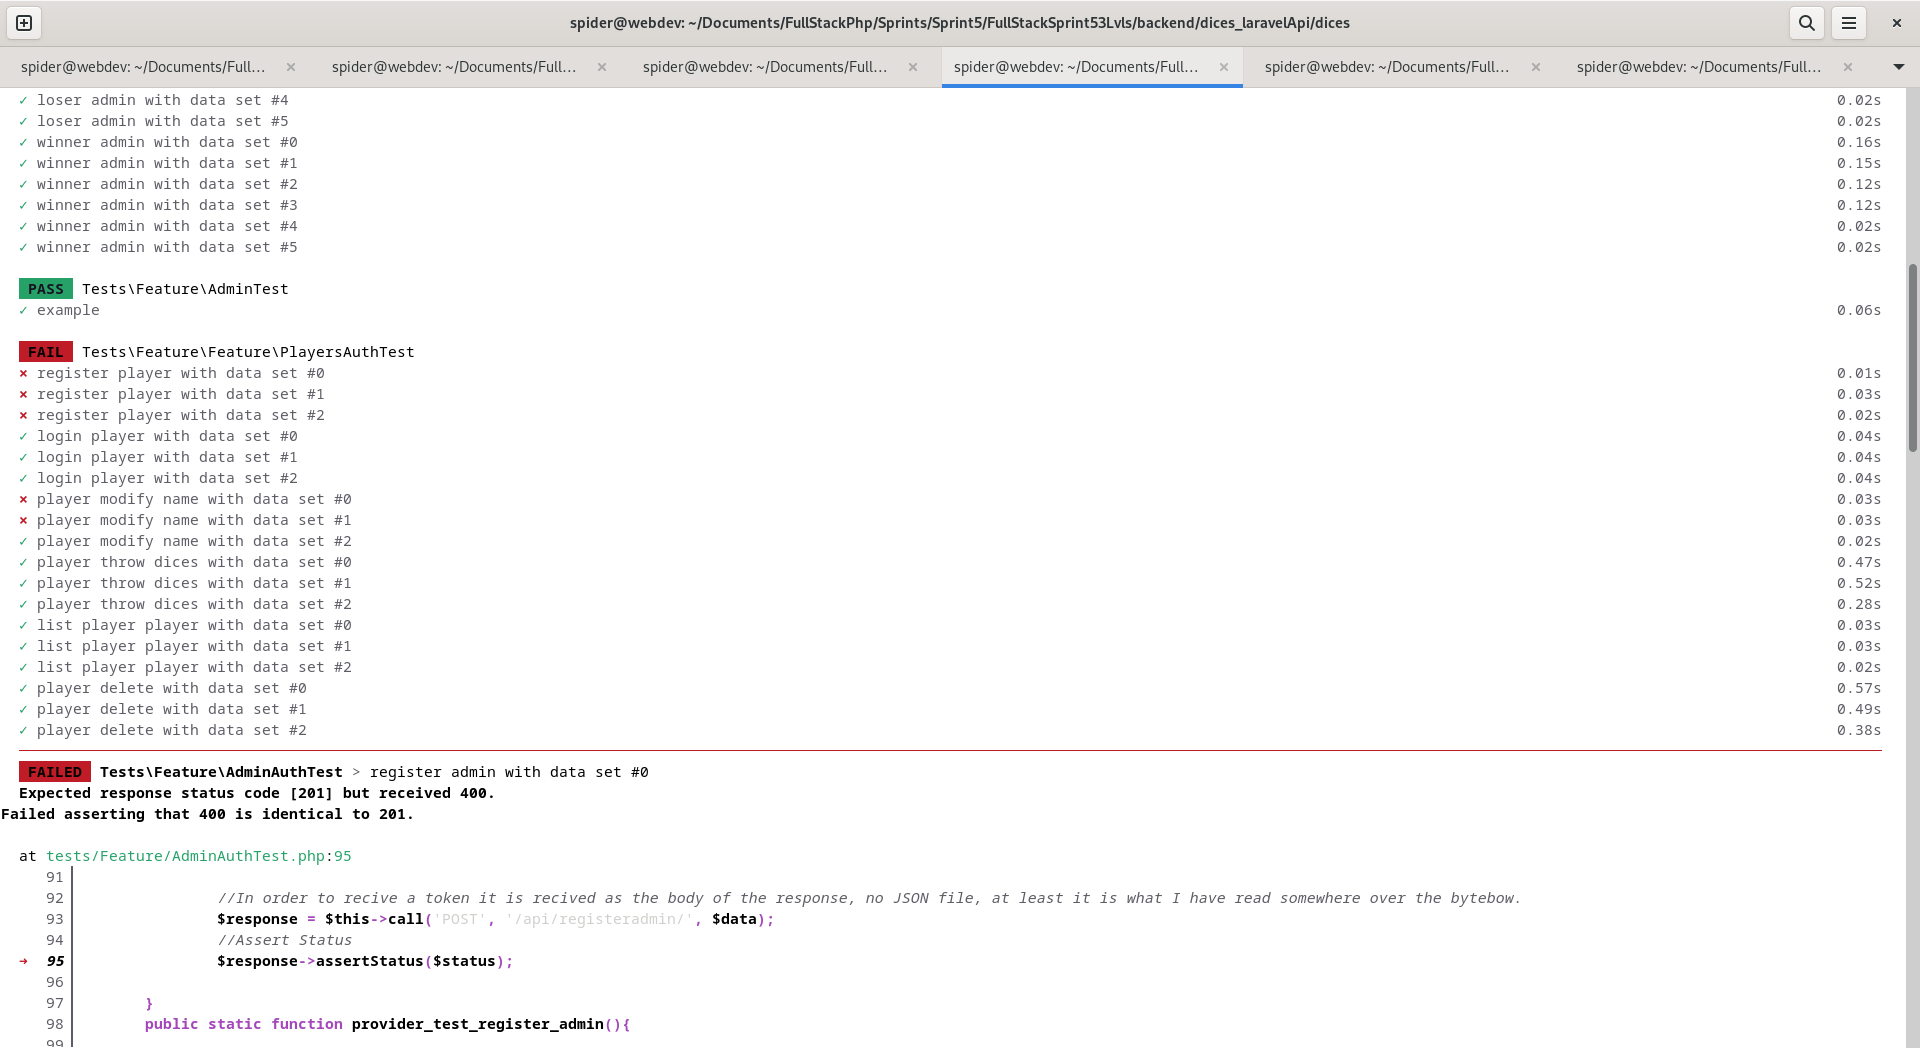 spider@webdev: ~/Documents/FullStackPhp/Sprints/Sprint5/FullStackSprint53Lvls/backend/dices_laravelApi/dices
spider@webdev: ~/Documents/Full… × spider@webdev: ~/Documents/Full… × spider@webdev: ~/Documents/Full… × spider@webdev: ~/Documents/Full… × spider@webdev: ~/Documents/Full… × spider@webdev: ~/Documents/Full… ×
✓ loser admin with data set #4 0.02s
✓ loser admin with data set #5 0.02s
✓ winner admin with data set #0 0.16s
✓ winner admin with data set #1 0.15s
✓ winner admin with data set #2 0.12s
✓ winner admin with data set #3 0.12s
✓ winner admin with data set #4 0.02s
✓ winner admin with data set #5 0.02s
PASS Tests\Feature\AdminTest
✓ example 0.06s
FAIL Tests\Feature\Feature\PlayersAuthTest
× register player with data set #0 0.01s
× register player with data set #1 0.03s
× register player with data set #2 0.02s
✓ login player with data set #0 0.04s
✓ login player with data set #1 0.04s
✓ login player with data set #2 0.04s
× player modify name with data set #0 0.03s
× player modify name with data set #1 0.03s
✓ player modify name with data set #2 0.02s
✓ player throw dices with data set #0 0.47s
✓ player throw dices with data set #1 0.52s
✓ player throw dices with data set #2 0.28s
✓ list player player with data set #0 0.03s
✓ list player player with data set #1 0.03s
✓ list player player with data set #2 0.02s
✓ player delete with data set #0 0.57s
✓ player delete with data set #1 0.49s
✓ player delete with data set #2 0.38s
FAILED Tests\Feature\AdminAuthTest > register admin with data set #0
Expected response status code [201] but received 400.
Failed asserting that 400 is identical to 201.
at tests/Feature/AdminAuthTest.php:95
91
92 //In order to recive a token it is recived as the body of the response, no JSON file, at least it is what I have read somewhere over the bytebow.
93 $response = $this->call('POST', '/api/registeradmin/', $data);
94 //Assert Status
→ 95 $response->assertStatus($status);
96
97 }
98 public static function provider_test_register_admin(){
99